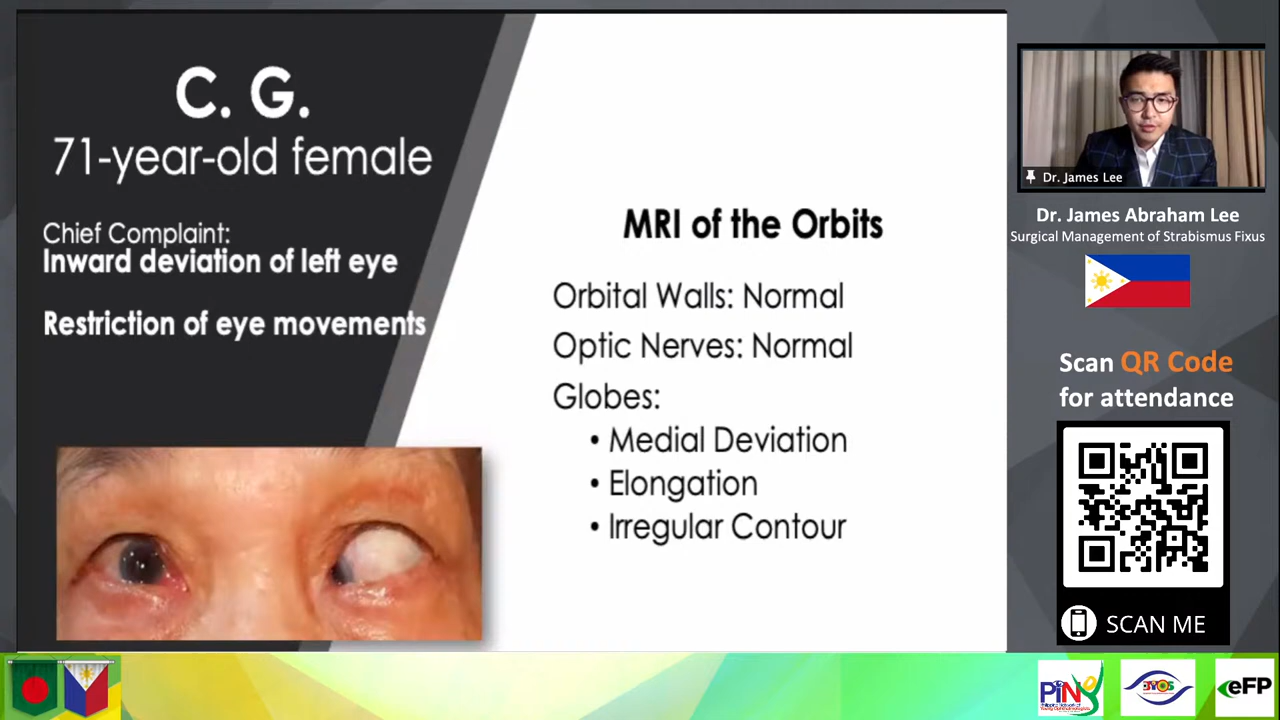 C. G.
71-year-old female
Chief Complaint:
Inward deviation of left eye
Restriction of eye movements
MRI of the Orbits
Orbital Walls: Normal
Optic Nerves: Normal
Globes:
• Medial Deviation
• Elongation
• Irregular Contour
Dr. James Lee
Dr. James Abraham Lee
Surgical Management of Strabismus Fixus
Scan QR Code
for attendance
SCAN ME
PiNYO
eFP